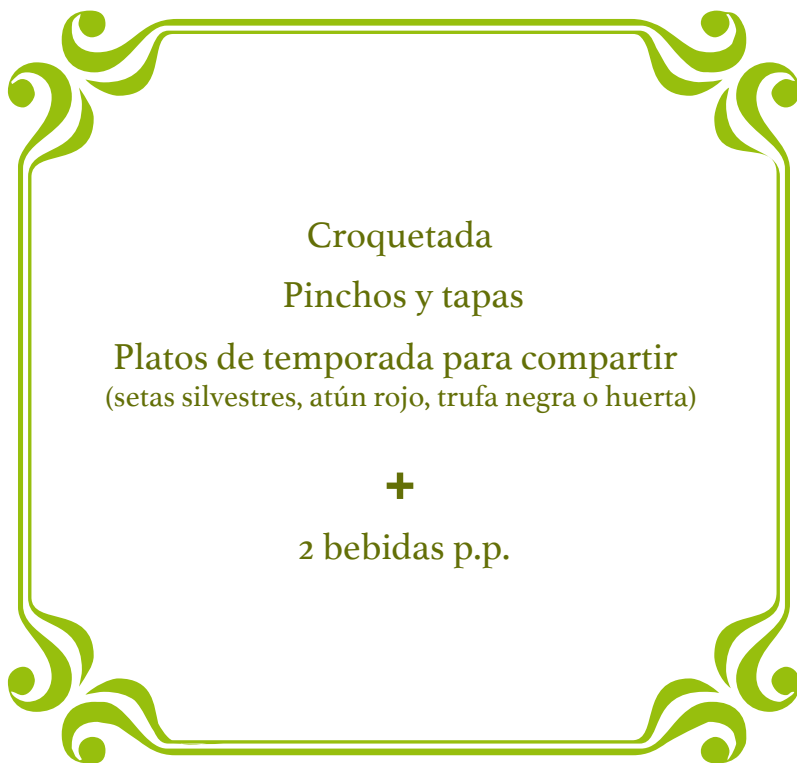 Croquetada
Pinchos y tapas
Platos de temporada para compartir
(setas silvestres, atún rojo, trufa negra o huerta)
+
2 bebidas p.p.